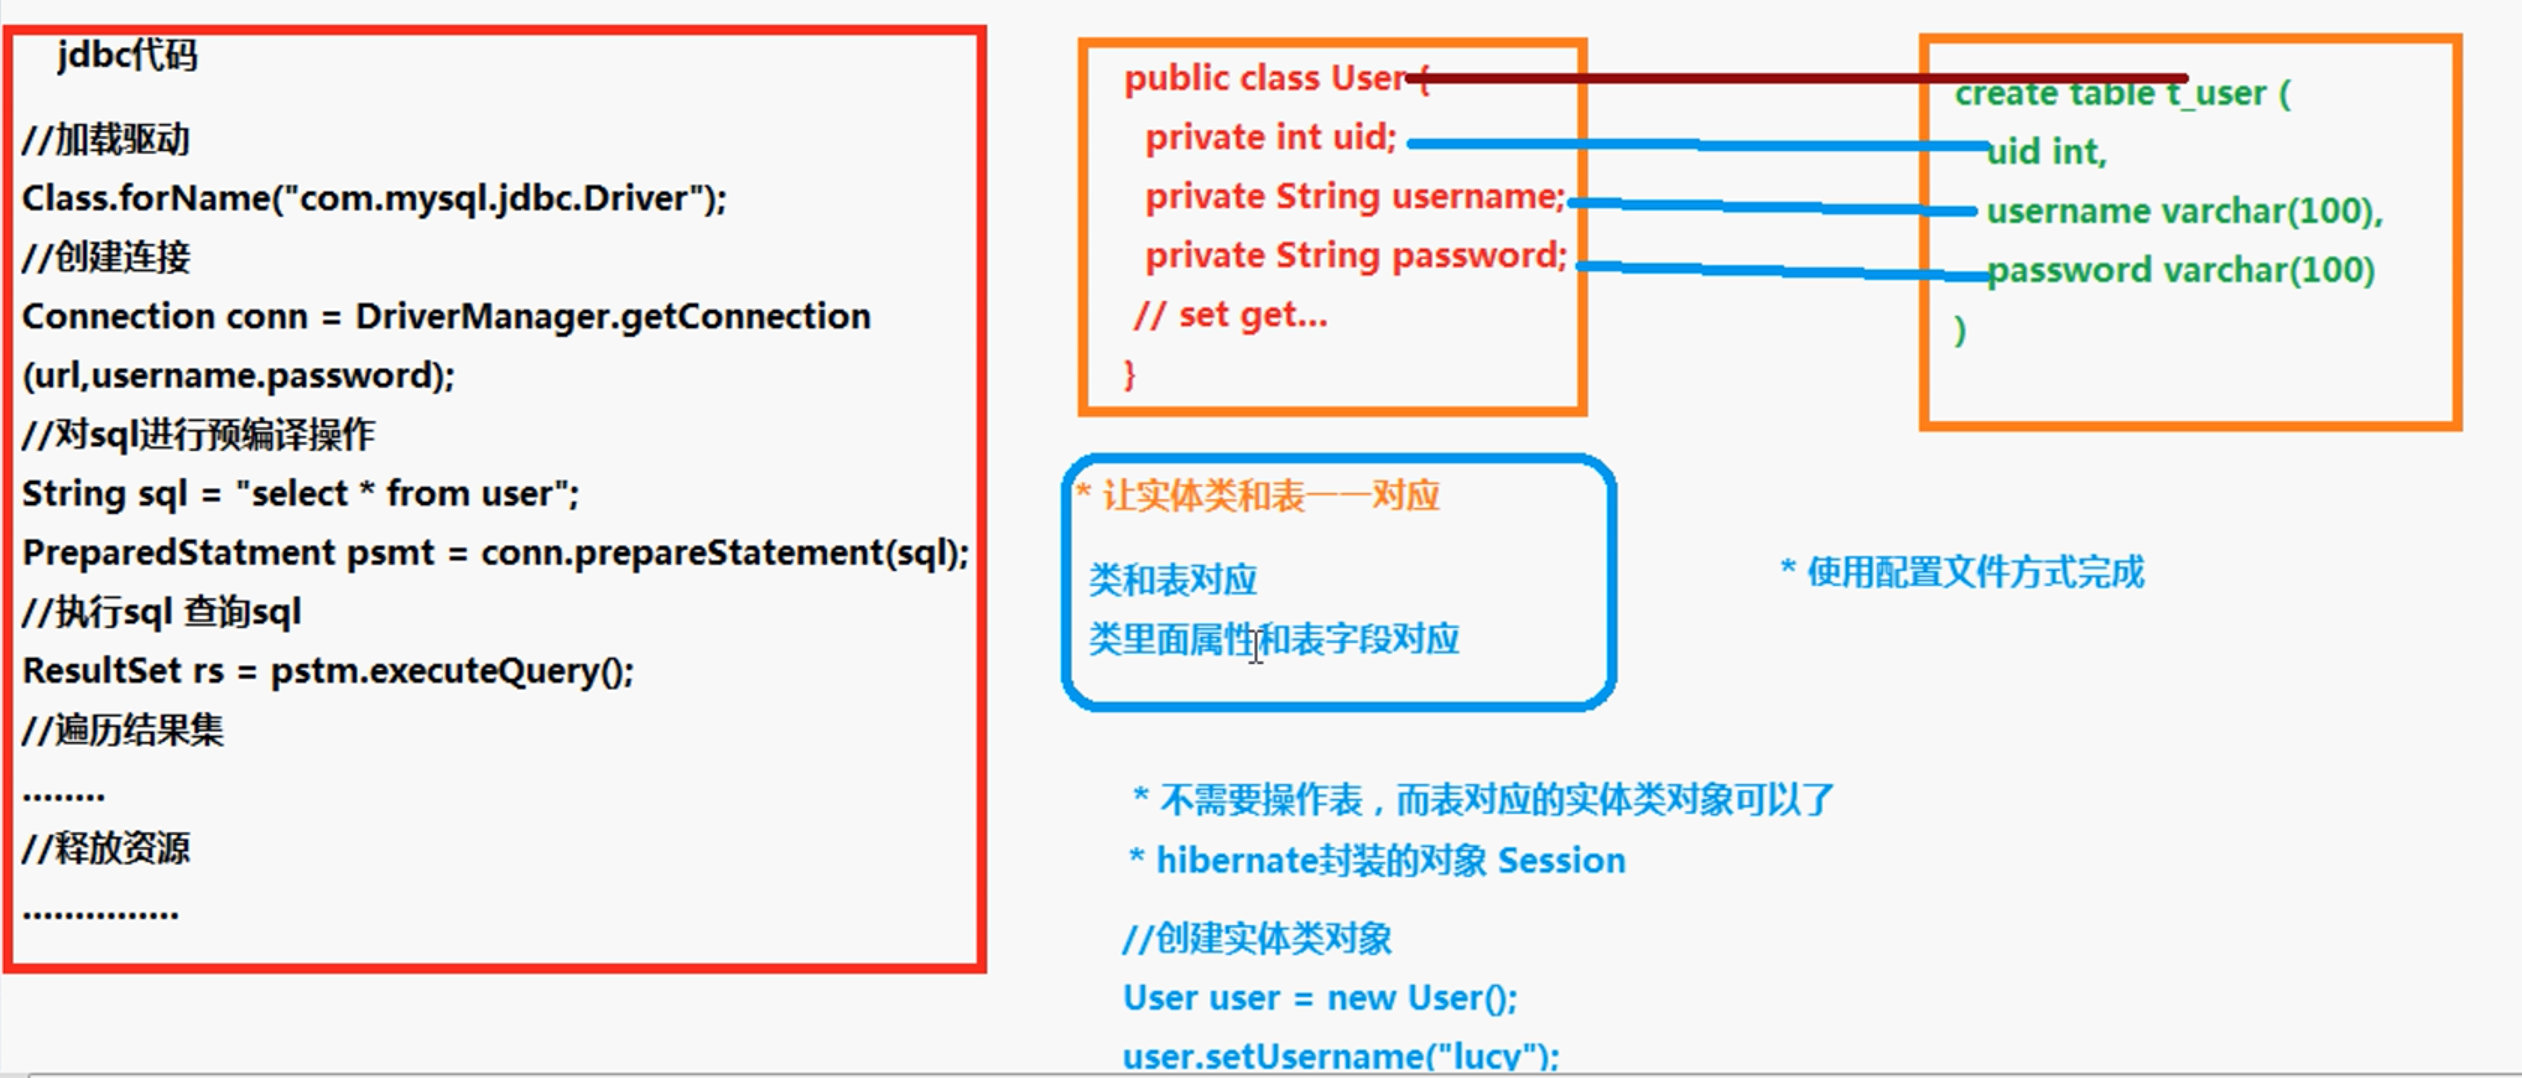 jdbc代码
//加载驱动
Class.forName("com.mysql.jdbc.Driver");
//创建连接
Connection conn = DriverManager.getConnection
(url,username.password);
//对sql进行预编译操作
String sql = "select * from user";
PreparedStatment psmt = conn.prepareStatement(sql);
//执行sql 查询sql
ResultSet rs = pstm.executeQuery();
//遍历结果集
........
//释放资源
...............
public class User {
private int uid;
private String username;
private String password;
// set get...
}
create table t_user (
uid int,
username varchar(100),
password varchar(100)
)
* 让实体类和表一一对应
类和表对应
类里面属性和表字段对应
* 使用配置文件方式完成
* 不需要操作表，而表对应的实体类对象可以了
* hibernate封装的对象 Session
//创建实体类对象
User user = new User();
user.setUsername("lucy");